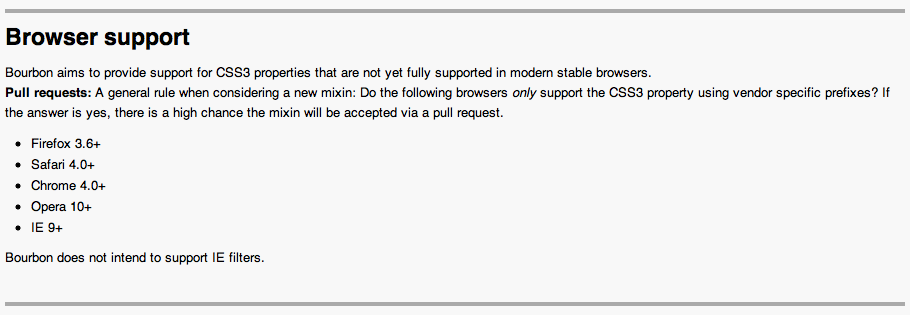 Browser support
Bourbon aims to provide support for CSS3 properties that are not yet fully supported in modern stable browsers.
Pull requests: A general rule when considering a new mixin: Do the following browsers only support the CSS3 property using vendor specific prefixes? If
the answer is yes, there is a high chance the mixin will be accepted via a pull request.
• Firefox 3.6+
• Safari 4.0+
• Chrome 4.0+
• Opera 10+
• IE 9+
Bourbon does not intend to support IE filters.